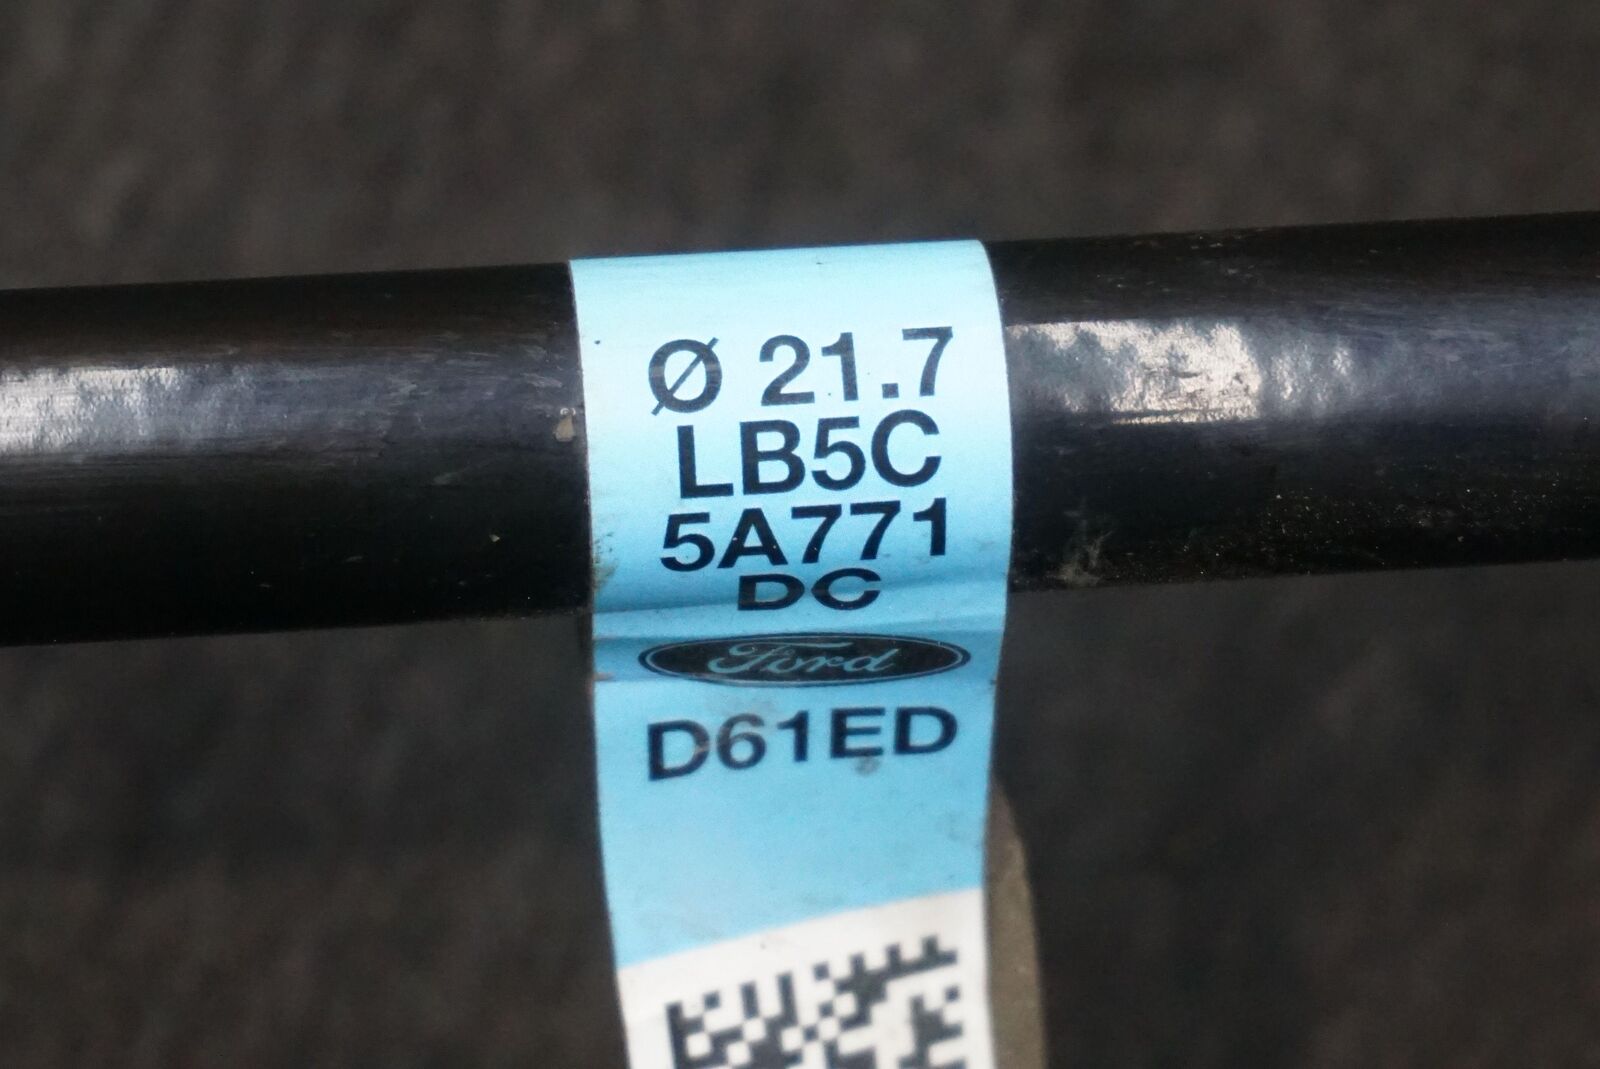 Ø 21.7
LB5C
5A771
DC
Ford
D61ED